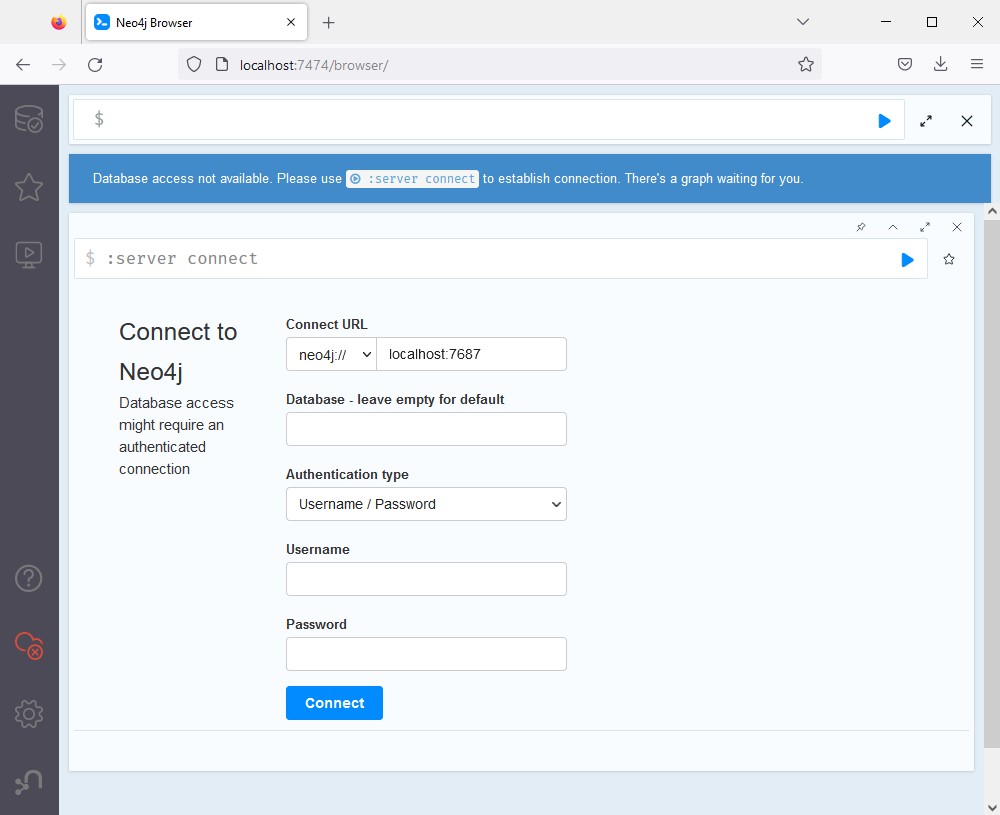 Neo4j Browser
localhost:7474/browser/
$
Database access not available. Please use :server connect to establish connection. There's a graph waiting for you.
$ :server connect
Connect to
Neo4j
Database access
might require an
authenticated
connection
Connect URL
neo4j:// localhost:7687
Database - leave empty for default
Authentication type
Username / Password
Username
Password
Connect